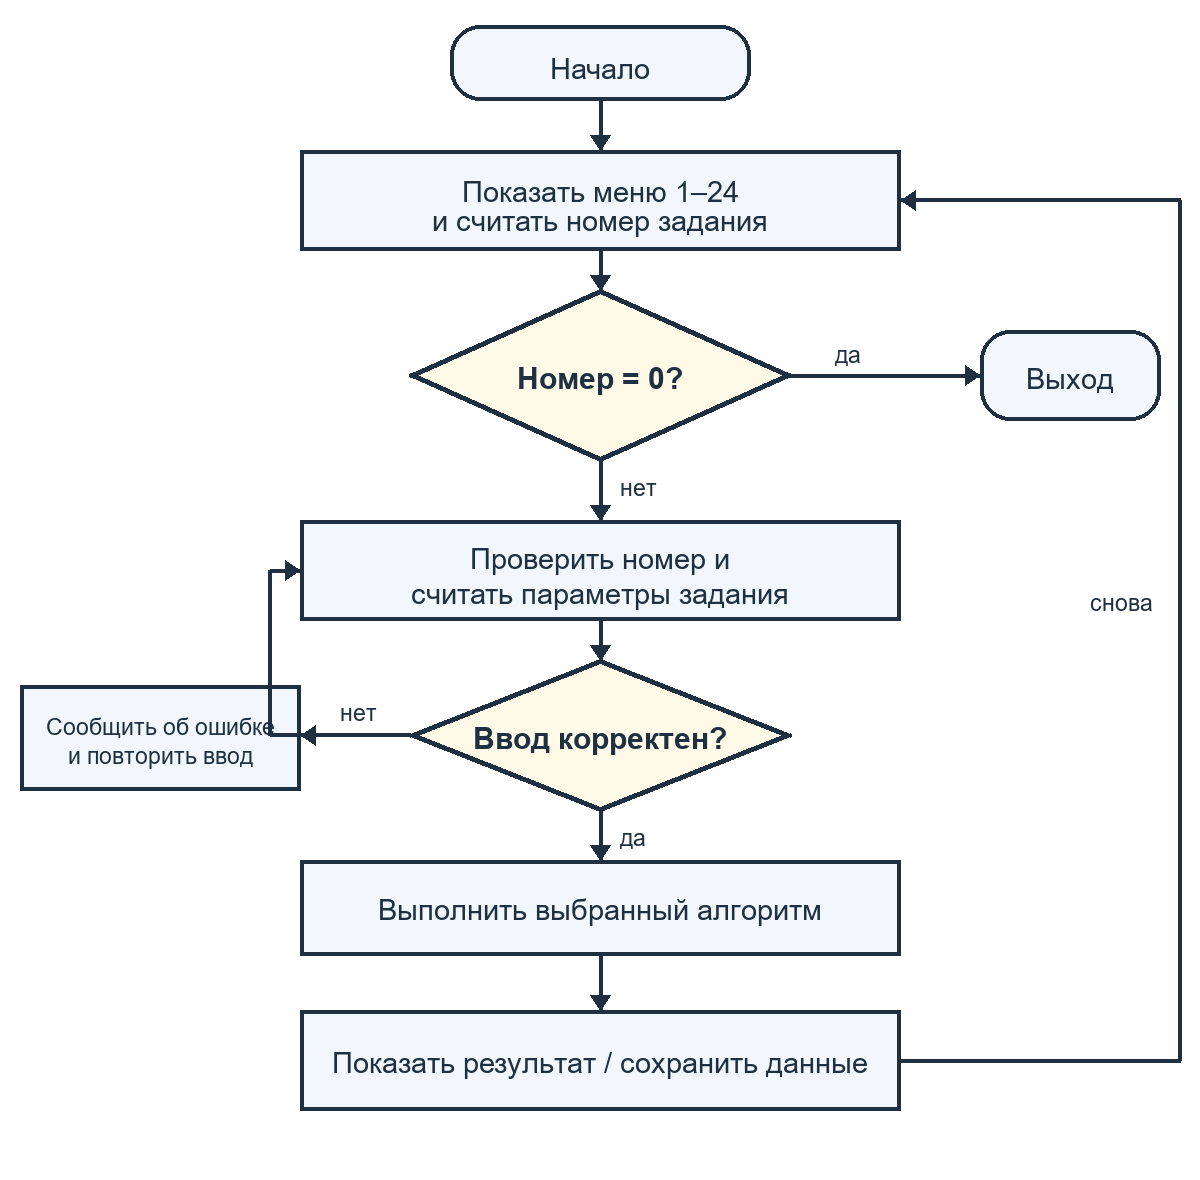 Начало
Показать меню 1–24
и считать номер задания
Номер = 0?
да
Выход
нет
Проверить номер и
считать параметры задания
снова
Ввод корректен?
нет
Сообщить об ошибке
и повторить ввод
да
Выполнить выбранный алгоритм
Показать результат / сохранить данные